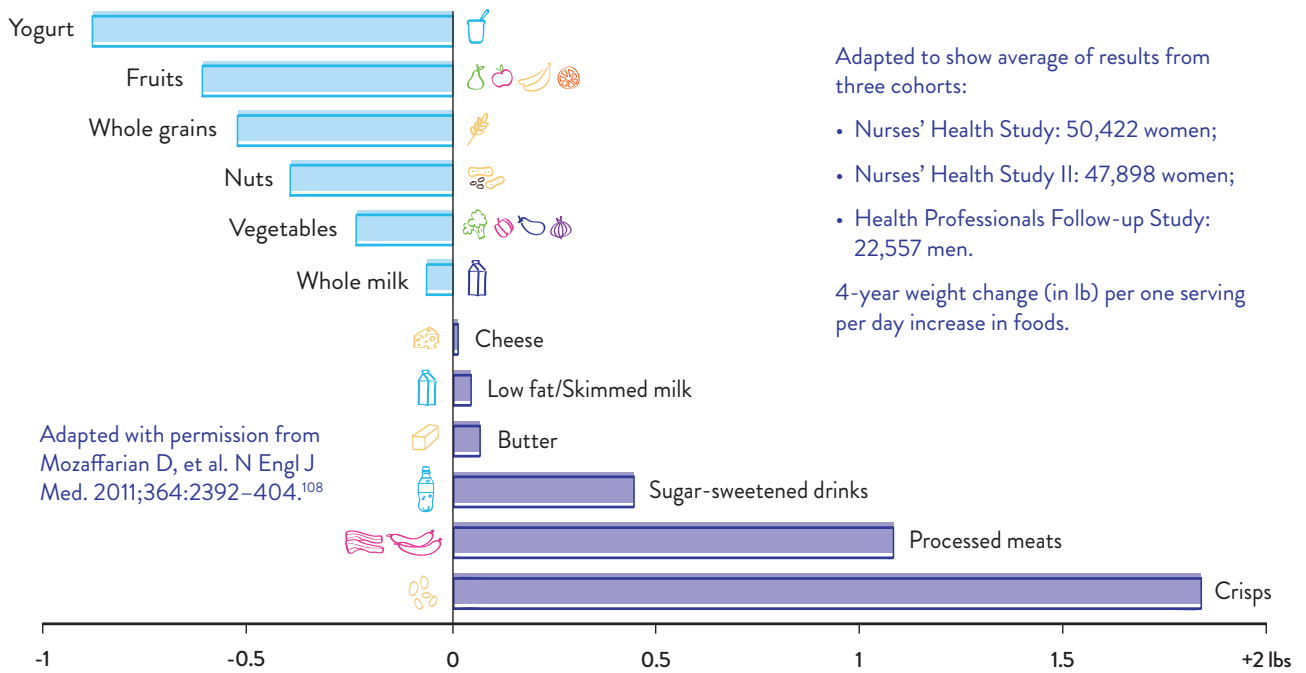 Yogurt
Fruits
Whole grains
Nuts
Vegetables
Whole milk
Cheese
Low fat/Skimmed milk
Butter
Sugar-sweetened drinks
Processed meats
Crisps
Adapted to show average of results from
three cohorts:
• Nurses’ Health Study: 50,422 women;
• Nurses’ Health Study II: 47,898 women;
• Health Professionals Follow-up Study:
22,557 men.
4-year weight change (in lb) per one serving
per day increase in foods.
Adapted with permission from
Mozaffarian D, et al. N Engl J
Med. 2011;364:2392–404.¹⁰⁸
-1 -0.5 0 0.5 1 1.5 +2 lbs